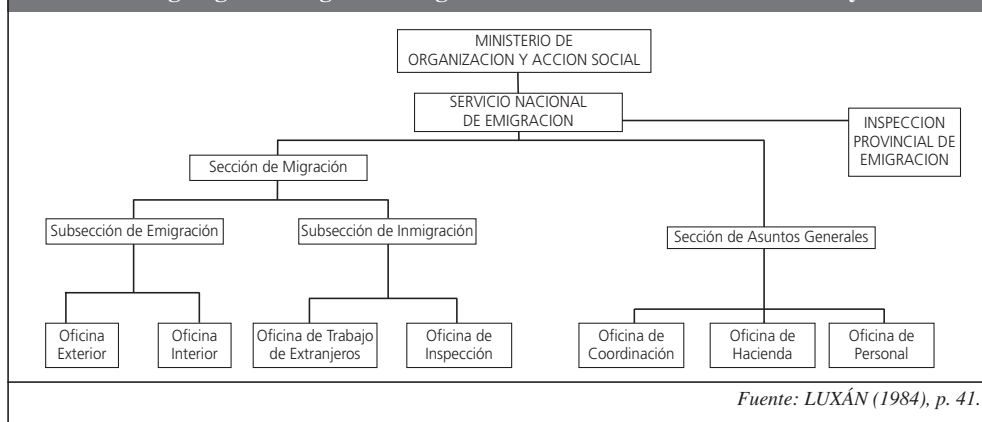 MINISTERIO DE
ORGANIZACION Y ACCION SOCIAL
SERVICIO NACIONAL
DE EMIGRACION
INSPECCION
PROVINCIAL DE
EMIGRACION
Sección de Migración
Subsección de Emigración
Subsección de Inmigración
Sección de Asuntos Generales
Oficina
Exterior
Oficina
Interior
Oficina de Trabajo
de Extranjeros
Oficina de
Inspección
Oficina de
Coordinación
Oficina de
Hacienda
Oficina de
Personal
Fuente: LUXÁN (1984), p. 41.